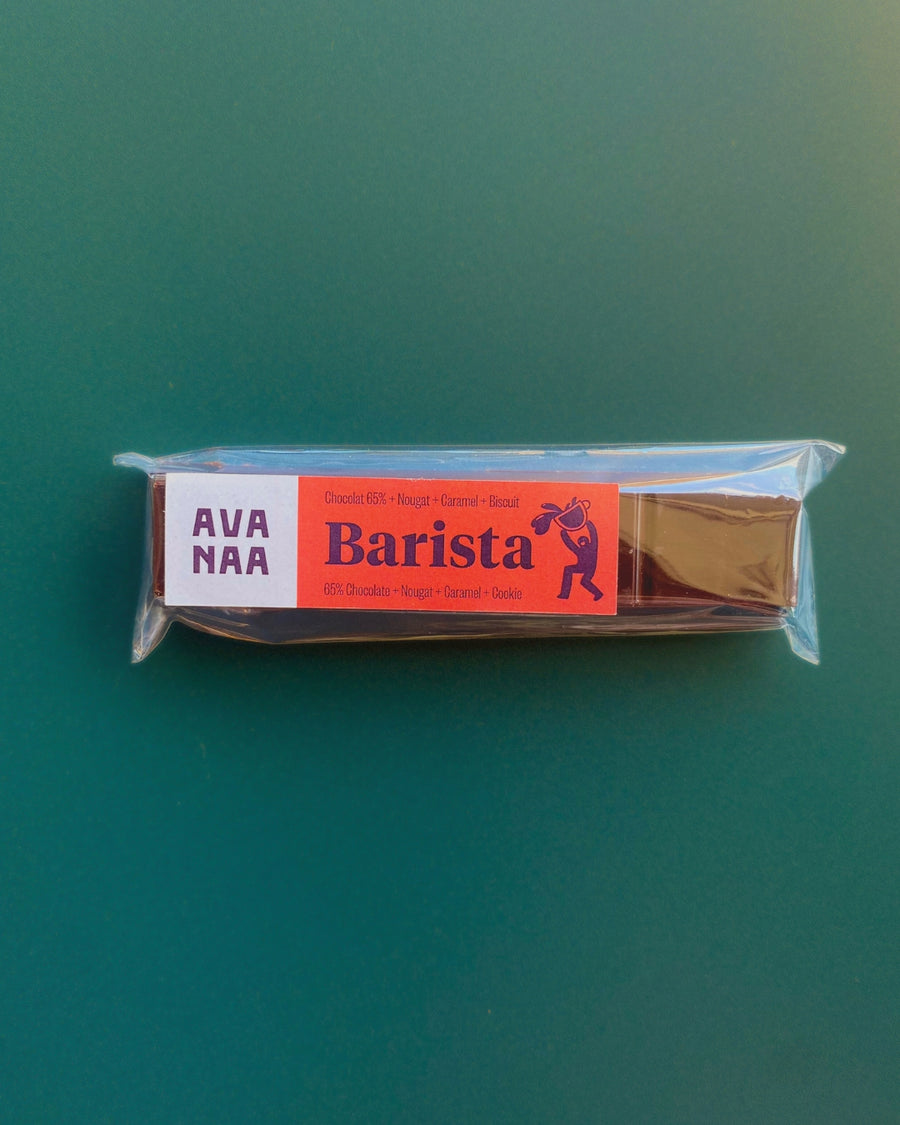 AVA
NAA
Chocolat 65% + Nougat + Caramel + Biscuit
Barista
65% Chocolate + Nougat + Caramel + Cookie